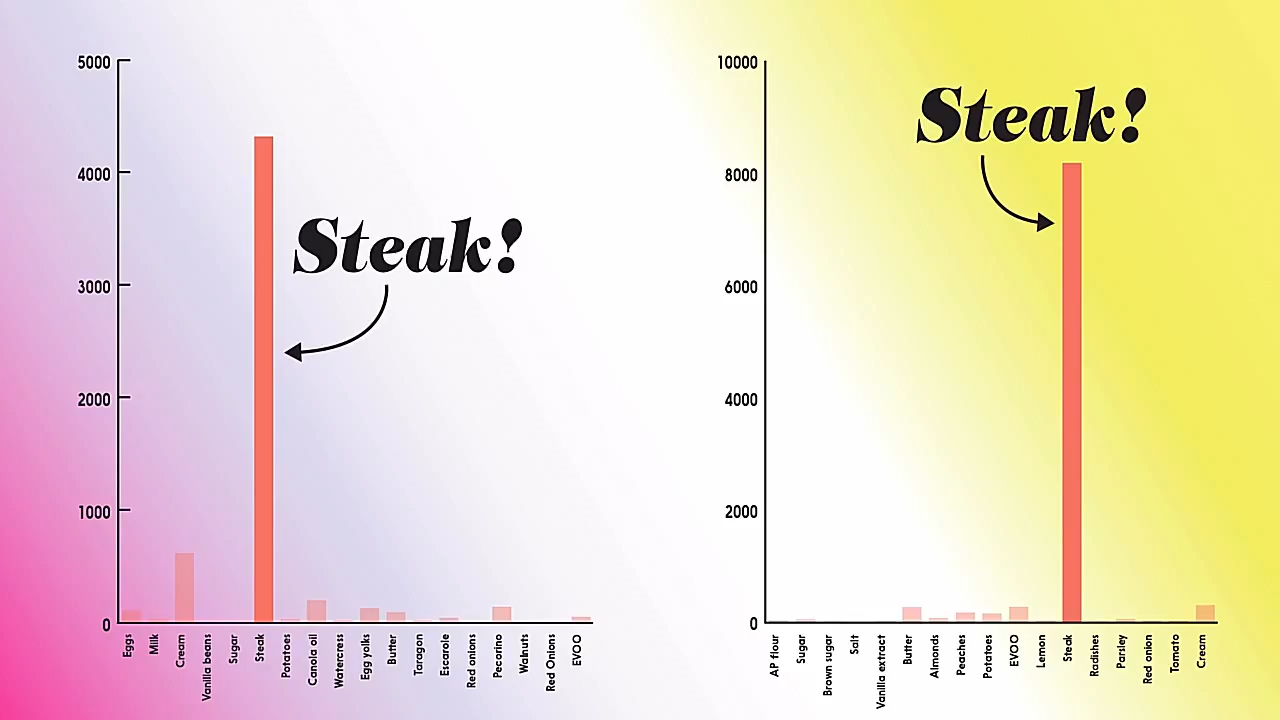 5000
4000
3000
2000
1000
0
Steak!
Eggs
Milk
Cream
Vanilla beans
Sugar
Steak
Potatoes
Canola oil
Watercress
Egg yolks
Butter
Tarragon
Escarole
Red onions
Pecorino
Walnuts
Red Onions
EVOO
10000
8000
6000
4000
2000
0
Steak!
AP flour
Sugar
Brown sugar
Salt
Vanilla extract
Butter
Almonds
Peaches
Potatoes
EVOO
Lemon
Steak
Radishes
Parsley
Red onion
Tomato
Cream